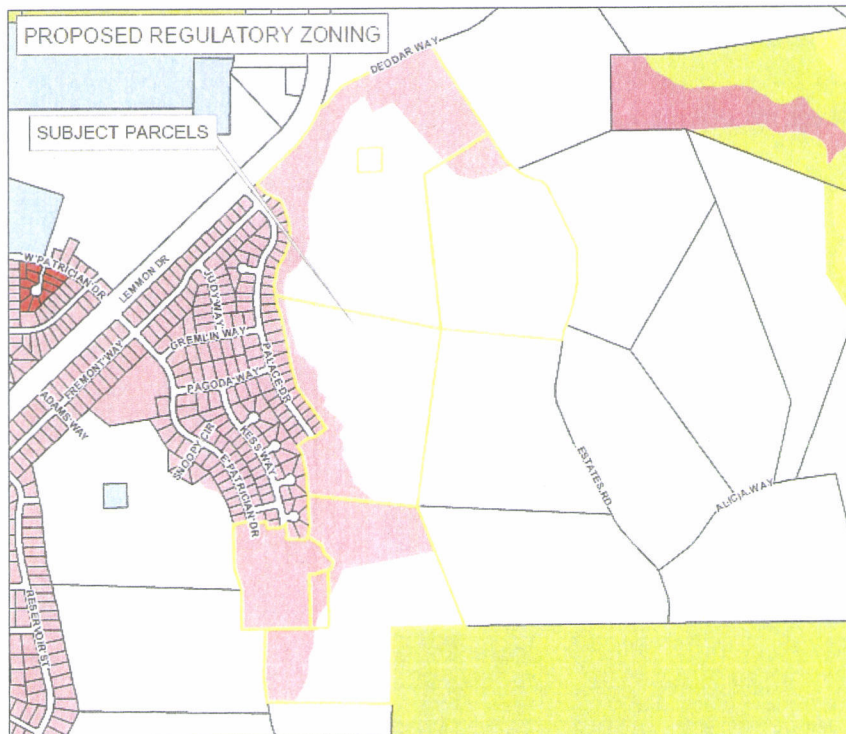 PROPOSED REGULATORY ZONING
DEODAR WAY
SUBJECT PARCELS
W PATRICIAN DR
LEMMON DR
JUDY WAY
GREMLIN WAY
FREMONT WAY
PALACE DR
PAGODA WAY
ADAMS WAY
KESS WAY
SNOOPY CIR
E PATRICIAN DR
ESTATES RD
ALICIA WAY
RESERVOIR ST